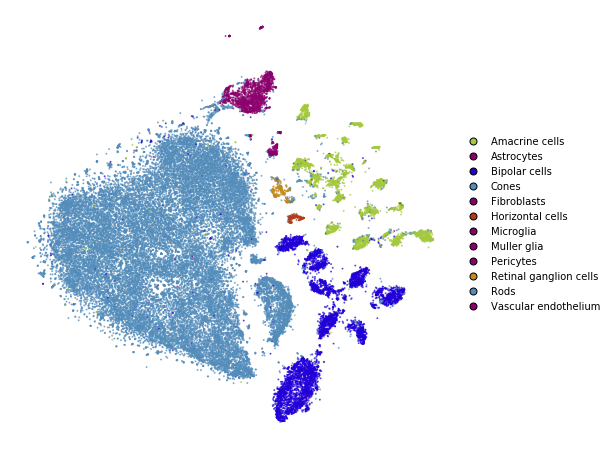 Amacrine cells
Astrocytes
Bipolar cells
Cones
Fibroblasts
Horizontal cells
Microglia
Muller glia
Pericytes
Retinal ganglion cells
Rods
Vascular endothelium